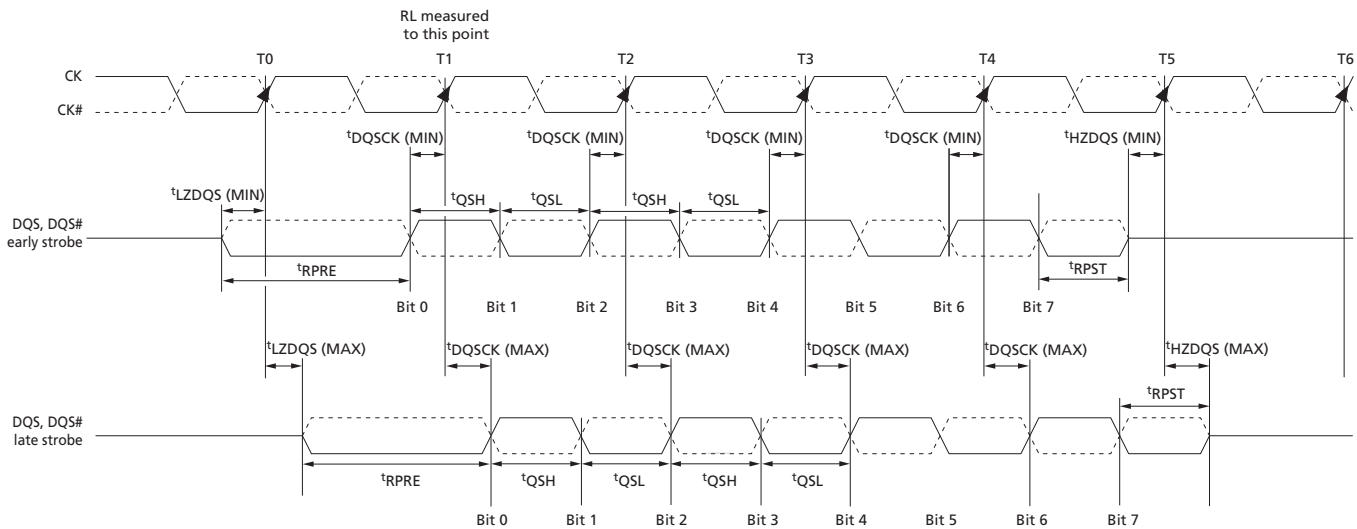 RL measured
to this point
T0 T1 T2 T3 T4 T5 T6
CK
CK#
tDQSCK (MIN) tDQSCK (MIN) tDQSCK (MIN) tDQSCK (MIN) tHZDQS (MIN)
tLZDQS (MIN)
tQSH tQSL tQSH tQSL
DQS, DQS#
early strobe
tRPRE tRPST
Bit 0 Bit 1 Bit 2 Bit 3 Bit 4 Bit 5 Bit 6 Bit 7
tLZDQS (MAX) tDQSCK (MAX) tDQSCK (MAX) tDQSCK (MAX) tDQSCK (MAX) tHZDQS (MAX)
tRPST
DQS, DQS#
late strobe
tRPRE tQSH tQSL tQSH tQSL
Bit 0 Bit 1 Bit 2 Bit 3 Bit 4 Bit 5 Bit 6 Bit 7